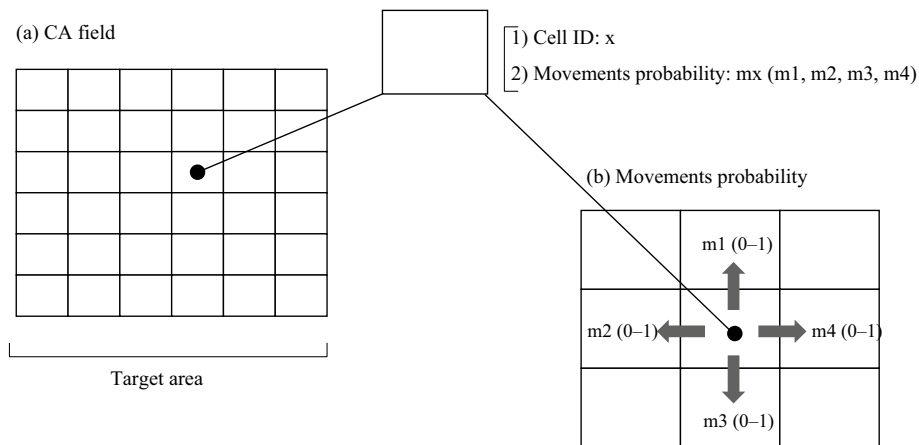 (a) CA field
1) Cell ID: x
2) Movements probability: mx (m1, m2, m3, m4)
(b) Movements probability
m1 (0–1)
m2 (0–1)
m4 (0–1)
m3 (0–1)
Target area